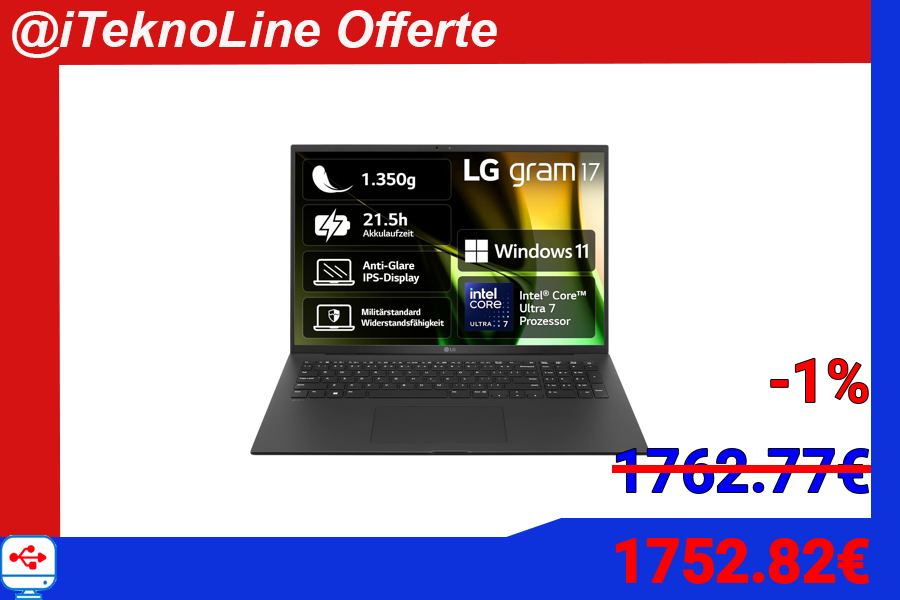 @iTeknoLine Offerte
1.350g
LG gram 17
21.5h
Akkulaufzeit
Windows 11
Anti-Glare
IPS-Display
intel
CORE
ULTRA 7
Intel® Core™
Ultra 7
Prozessor
Militärstandard
Widerstandsfähigkeit
LG
-1%
1762.77€
1752.82€